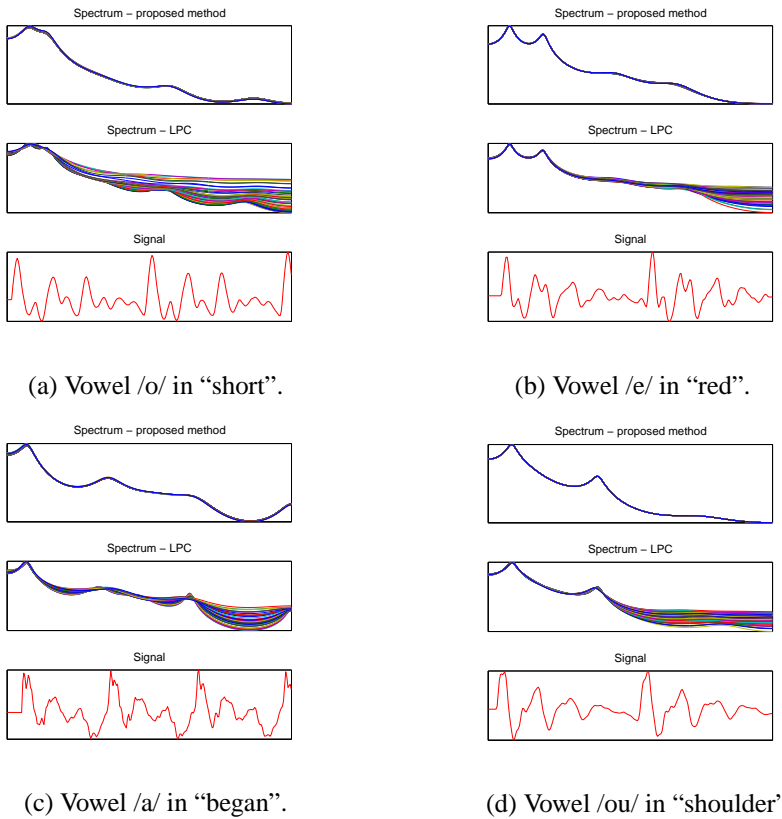 Spectrum − proposed method
Spectrum − LPC
Signal
(a) Vowel /o/ in “short”.
Spectrum − proposed method
Spectrum − LPC
Signal
(b) Vowel /e/ in “red”.
Spectrum − proposed method
Spectrum − LPC
Signal
(c) Vowel /a/ in “began”.
Spectrum − proposed method
Spectrum − LPC
Signal
(d) Vowel /ou/ in “shoulder”